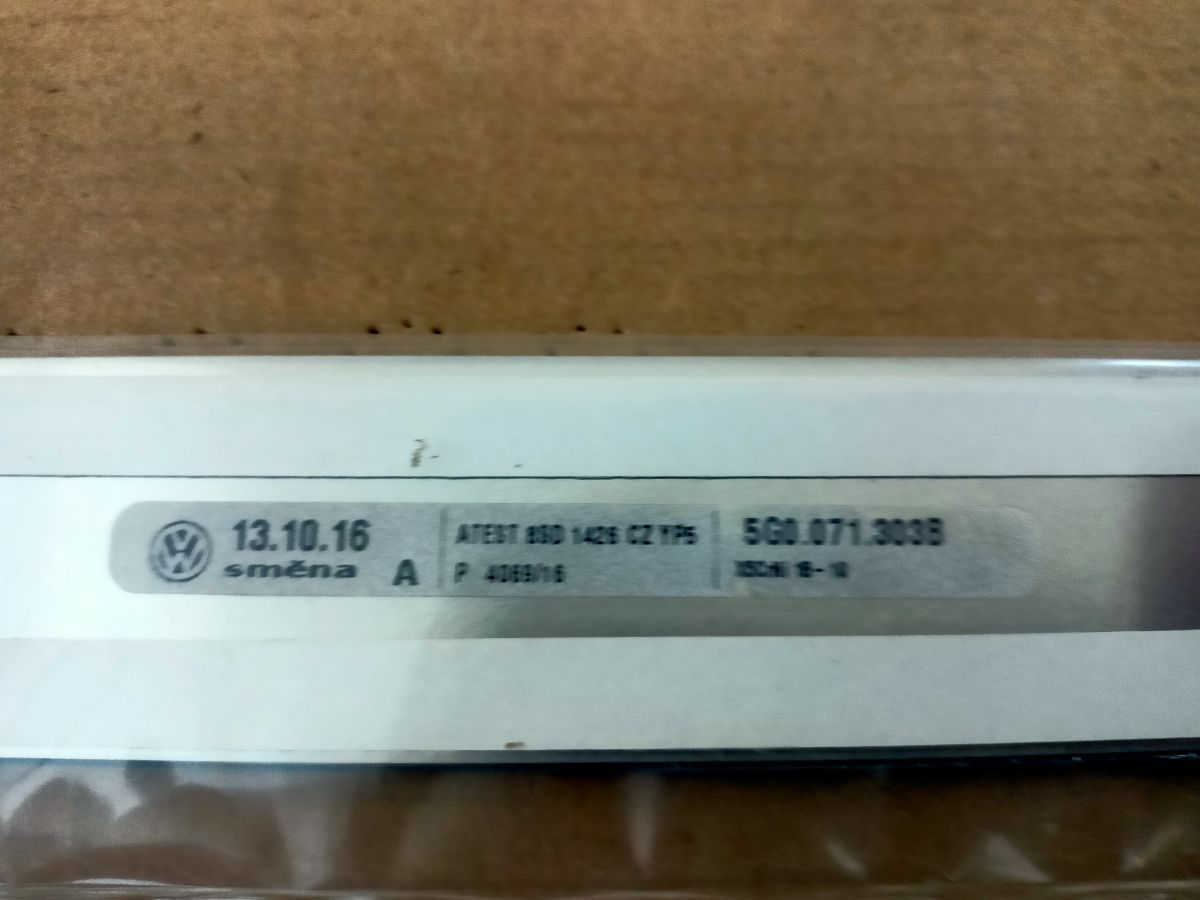 13.10.16
směna A
ATEST 8SD 1426 CZ YP5
P 4069/16
5G0.071.303B